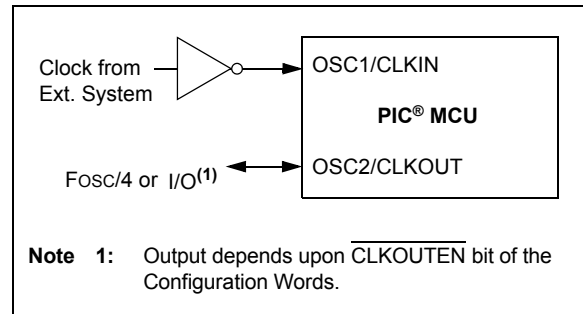 Clock from
Ext. System
OSC1/CLKIN
PIC® MCU
FOSC/4 or I/O(1)
OSC2/CLKOUT
Note 1: Output depends upon CLKOUTEN bit of the
Configuration Words.